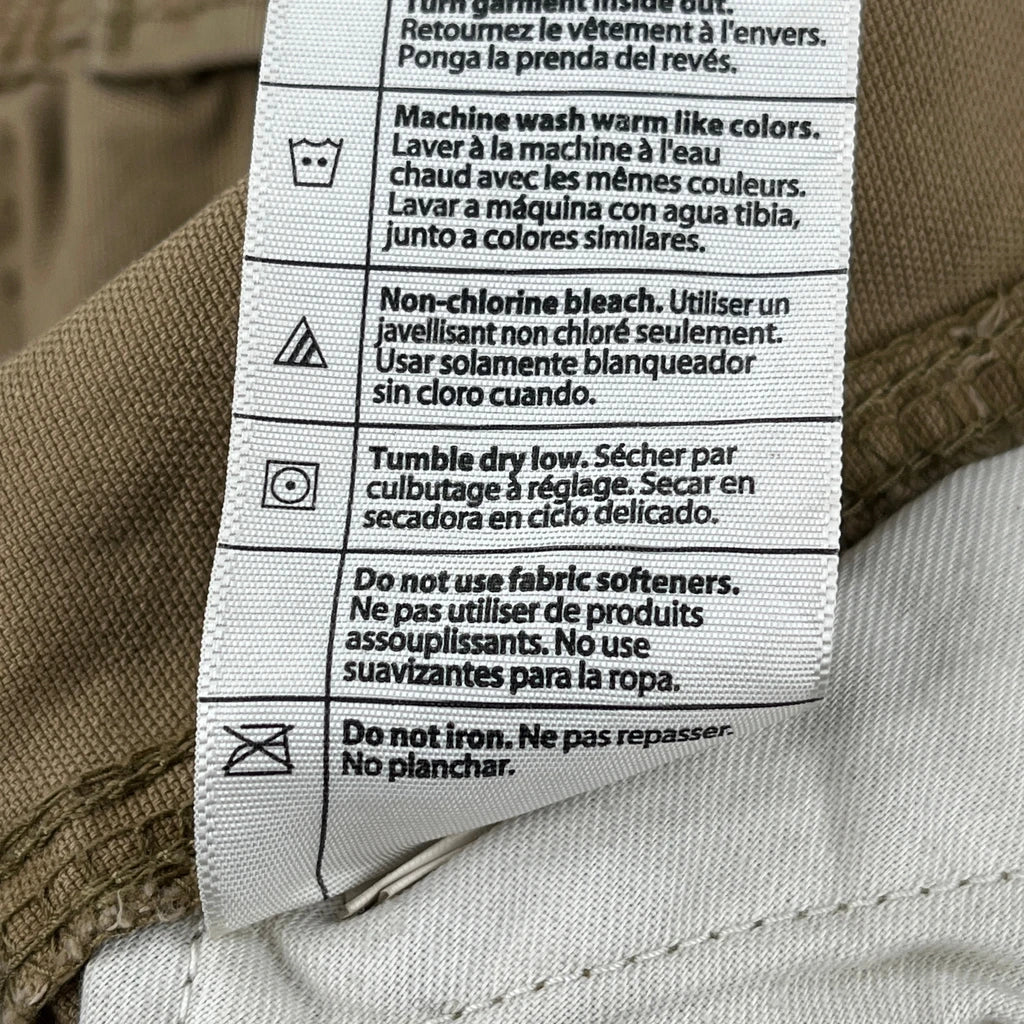 Turn garment inside out.
Retournez le vêtement à l'envers.
Ponga la prenda del revés.
Machine wash warm like colors.
Laver à la machine à l'eau
chaud avec les mêmes couleurs.
Lavar a máquina con agua tibia,
junto a colores similares.
Non-chlorine bleach. Utiliser un
javellisant non chloré seulement.
Usar solamente blanqueador
sin cloro cuando.
Tumble dry low. Sécher par
culbutage à réglage. Secar en
secadora en ciclo delicado.
Do not use fabric softeners.
Ne pas utiliser de produits
assouplissants. No use
suavizantes para la ropa.
Do not iron. Ne pas repasser.
No planchar.